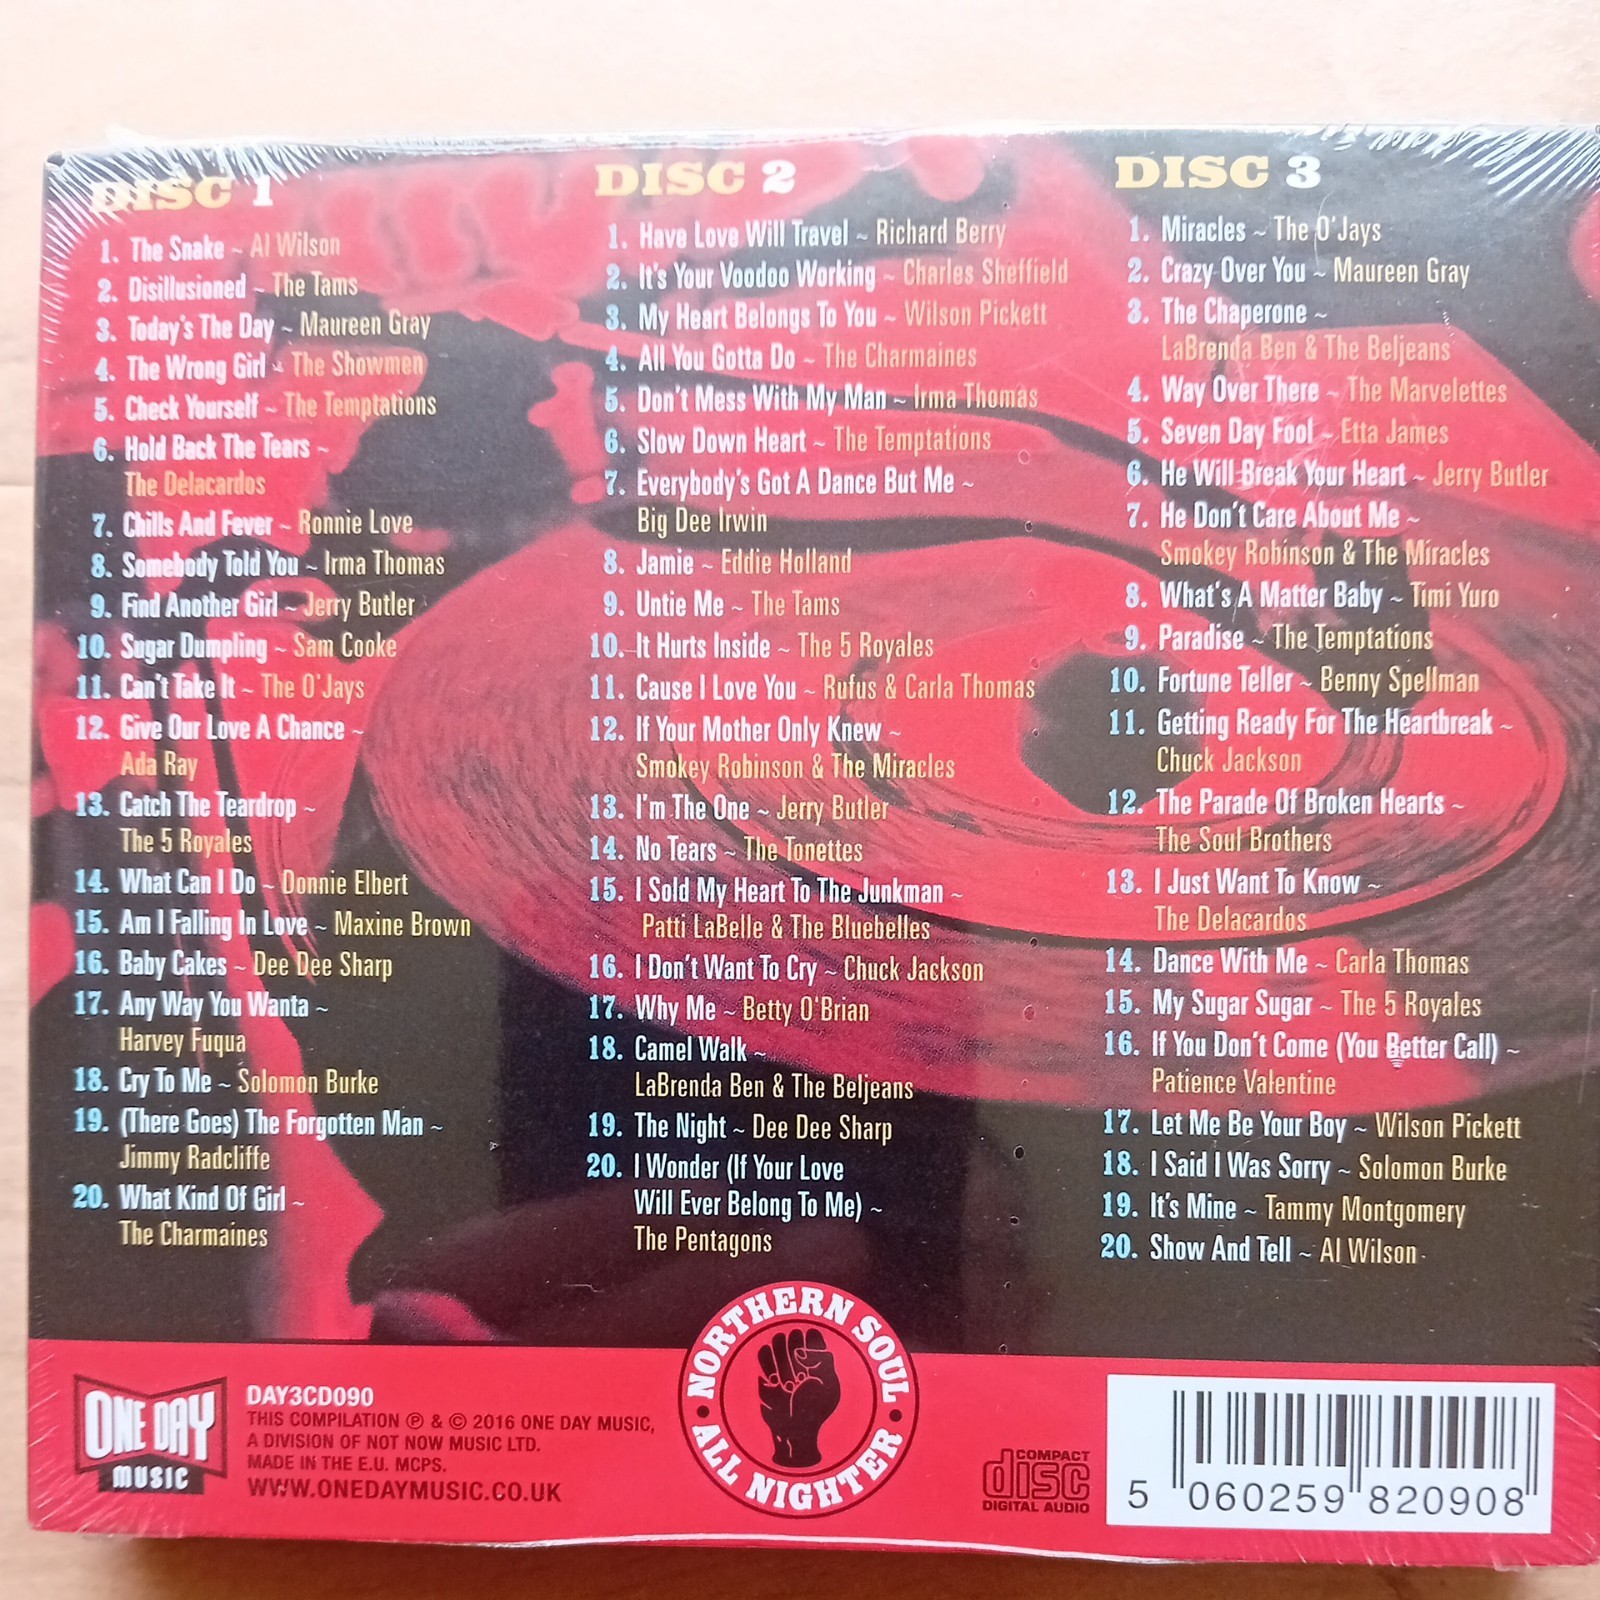 DISC 1
1. The Snake ~ Al Wilson
2. Disillusioned ~ The Tams
3. Today's The Day ~ Maureen Gray
4. The Wrong Girl ~ The Showmen
5. Check Yourself ~ The Temptations
6. Hold Back The Tears ~
The Delacardos
7. Chills And Fever ~ Ronnie Love
8. Somebody Told You ~ Irma Thomas
9. Find Another Girl ~ Jerry Butler
10. Sugar Dumpling ~ Sam Cooke
11. Can't Take It ~ The O'Jays
12. Give Our Love A Chance ~
Ada Ray
13. Catch The Teardrop ~
The 5 Royales
14. What Can I Do ~ Donnie Elbert
15. Am I Falling In Love ~ Maxine Brown
16. Baby Cakes ~ Dee Dee Sharp
17. Any Way You Wanta ~
Harvey Fuqua
18. Cry To Me ~ Solomon Burke
19. (There Goes) The Forgotten Man ~
Jimmy Radcliffe
20. What Kind Of Girl ~
The Charmaines
DISC 2
1. Have Love Will Travel ~ Richard Berry
2. It's Your Voodoo Working ~ Charles Sheffield
3. My Heart Belongs To You ~ Wilson Pickett
4. All You Gotta Do ~ The Charmaines
5. Don't Mess With My Man ~ Irma Thomas
6. Slow Down Heart ~ The Temptations
7. Everybody's Got A Dance But Me ~
Big Dee Irwin
8. Jamie ~ Eddie Holland
9. Untie Me ~ The Tams
10. It Hurts Inside ~ The 5 Royales
11. Cause I Love You ~ Rufus & Carla Thomas
12. If Your Mother Only Knew ~
Smokey Robinson & The Miracles
13. I'm The One ~ Jerry Butler
14. No Tears ~ The Tonettes
15. I Sold My Heart To The Junkman ~
Patti LaBelle & The Bluebelles
16. I Don't Want To Cry ~ Chuck Jackson
17. Why Me ~ Betty O'Brian
18. Camel Walk ~
LaBrenda Ben & The Beljeans
19. The Night ~ Dee Dee Sharp
20. I Wonder (If Your Love
Will Ever Belong To Me) ~
The Pentagons
DISC 3
1. Miracles ~ The O'Jays
2. Crazy Over You ~ Maureen Gray
3. The Chaperone ~
LaBrenda Ben & The Beljeans
4. Way Over There ~ The Marvelettes
5. Seven Day Fool ~ Etta James
6. He Will Break Your Heart ~ Jerry Butler
7. He Don't Care About Me ~
Smokey Robinson & The Miracles
8. What's A Matter Baby ~ Timi Yuro
9. Paradise ~ The Temptations
10. Fortune Teller ~ Benny Spellman
11. Getting Ready For The Heartbreak ~
Chuck Jackson
12. The Parade Of Broken Hearts ~
The Soul Brothers
13. I Just Want To Know ~
The Delacardos
14. Dance With Me ~ Carla Thomas
15. My Sugar Sugar ~ The 5 Royales
16. If You Don't Come (You Better Call) ~
Patience Valentine
17. Let Me Be Your Boy ~ Wilson Pickett
18. I Said I Was Sorry ~ Solomon Burke
19. It's Mine ~ Tammy Montgomery
20. Show And Tell ~ Al Wilson
ONE DAY
MUSIC
DAY3CD090
THIS COMPILATION ℗ & © 2016 ONE DAY MUSIC,
A DIVISION OF NOT NOW MUSIC LTD.
MADE IN THE E.U. MCPS.
WWW.ONEDAYMUSIC.CO.UK
NORTHERN SOUL
ALL NIGHTER
COMPACT
disc
DIGITAL AUDIO
5 060259 820908